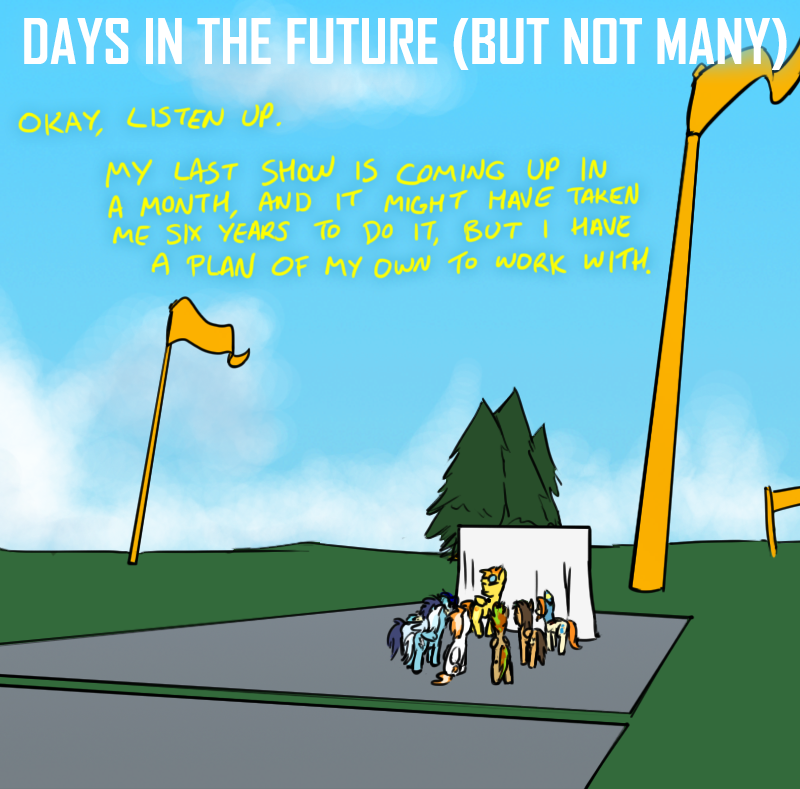 DAYS IN THE FUTURE (BUT NOT MANY)
OKAY, LISTEN UP.
MY LAST SHOW IS COMING UP IN
A MONTH, AND IT MIGHT HAVE TAKEN
ME SIX YEARS TO DO IT, BUT I HAVE
A PLAN OF MY OWN TO WORK WITH.